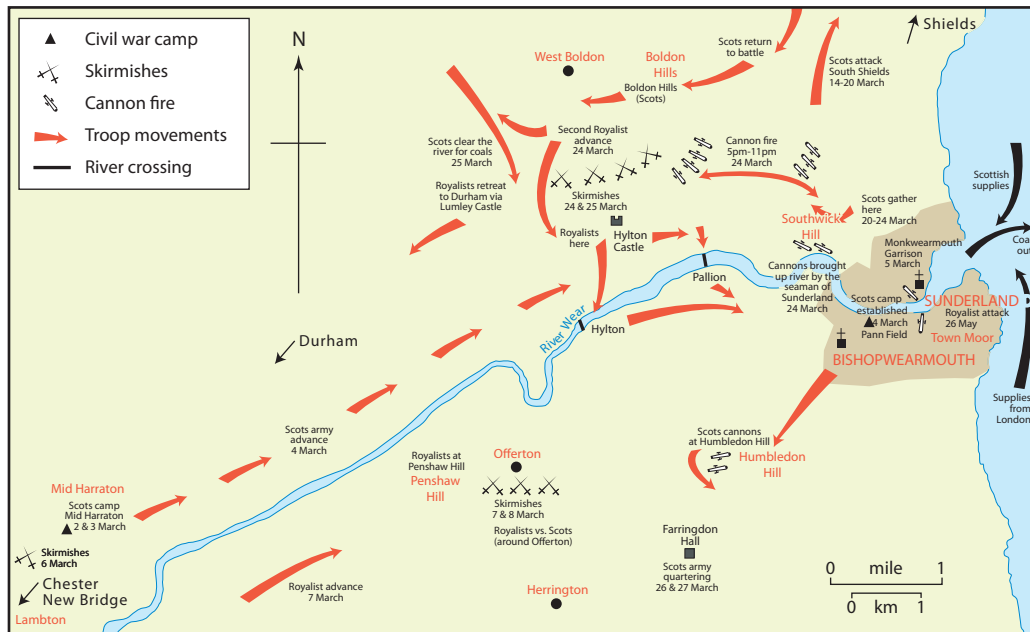 Civil war camp
Skirmishes
Cannon fire
Troop movements
River crossing
N
Shields
West Boldon
Boldon
Hills
Boldon Hills
(Scots)
Scots return
to battle
Scots attack
South Shields
14-20 March
Scots clear the
river for coals
25 March
Second Royalist
advance
24 March
Cannon fire
5pm-11pm
24 March
Scottish
supplies
Royalists retreat
to Durham via
Lumley Castle
Skirmishes
24 & 25 March
Scots gather
here
20-24 March
Southwick
Hill
Royalists
here
Hylton
Castle
Monkwearmouth
Garrison
5 March
Coal
out
Pallion
Cannons brought
up river by the
seaman of
Sunderland
24 March
Scots camp
established
4 March
Pann Field
SUNDERLAND
Royalist attack
26 May
Town Moor
River Wear
Hylton
BISHOPWEARMOUTH
Durham
Supplies
from
London
Scots army
advance
4 March
Scots cannons
at Humbledon Hill
Humbledon
Hill
Royalists at
Penshaw Hill
Penshaw
Hill
Offerton
Mid Harraton
Scots camp
Mid Harraton
2 & 3 March
Skirmishes
7 & 8 March
Royalists vs. Scots
(around Offerton)
Farringdon
Hall
Skirmishes
6 March
Scots army
quartering
26 & 27 March
Chester
New Bridge
Royalist advance
7 March
Herrington
Lambton
0 mile 1
0 km 1